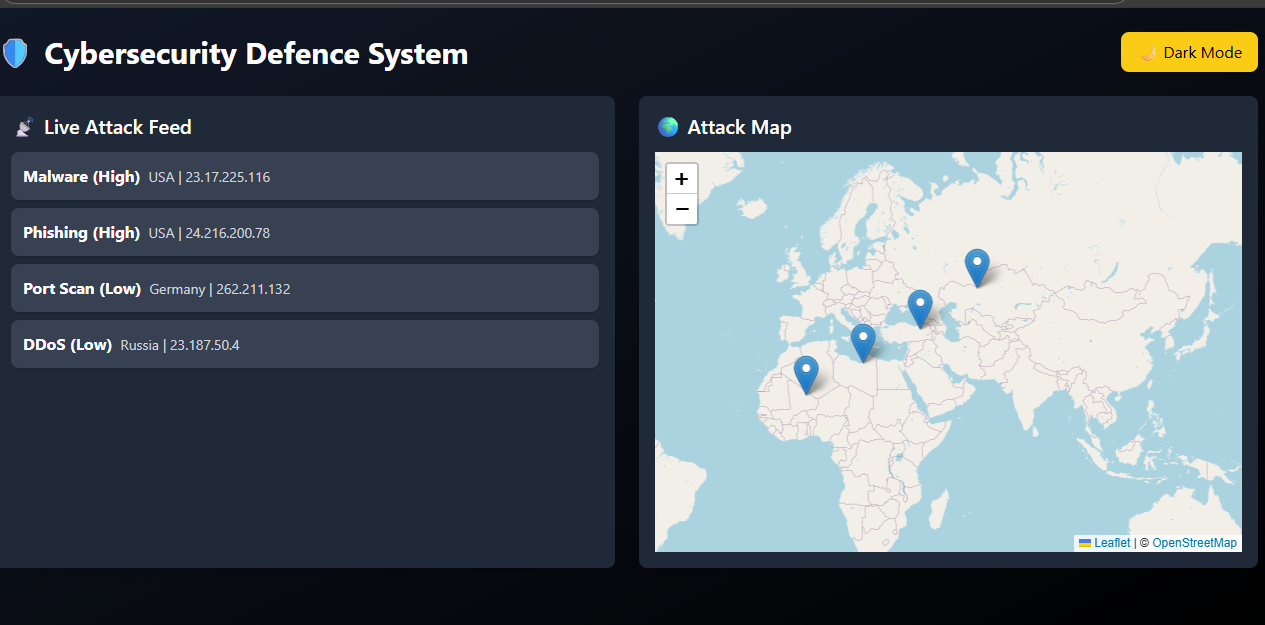 Cybersecurity Defence System
Dark Mode
Live Attack Feed
Malware (High) USA | 23.17.225.116
Phishing (High) USA | 24.216.200.78
Port Scan (Low) Germany | 262.211.132
DDoS (Low) Russia | 23.187.50.4
Attack Map
+
−
Leaflet | © OpenStreetMap